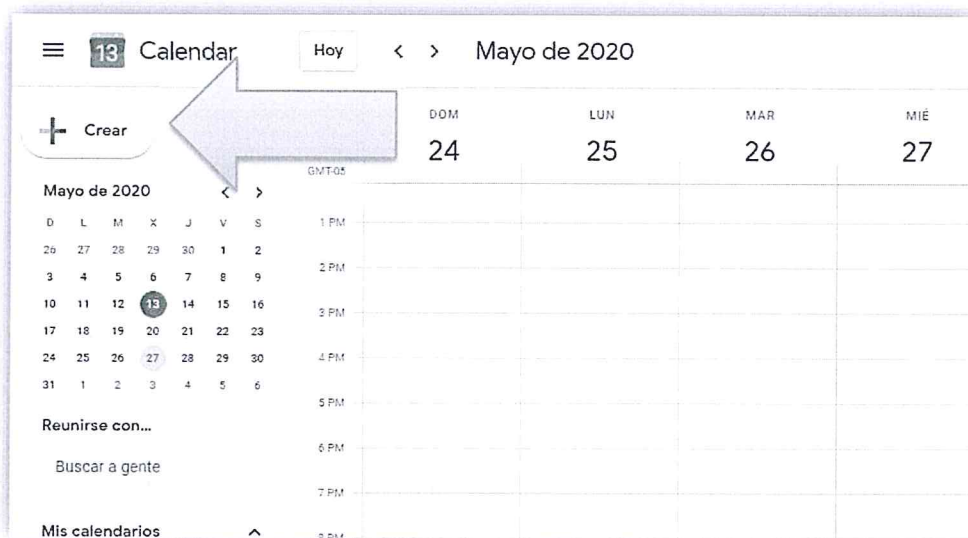 13 Calendar Hoy < > Mayo de 2020
Crear
DOM LUN MAR MIÉ
24 25 26 27
GMT-05
Mayo de 2020 < >
D L M X J V S
26 27 28 29 30 1 2
3 4 5 6 7 8 9
10 11 12 13 14 15 16
17 18 19 20 21 22 23
24 25 26 27 28 29 30
31 1 2 3 4 5 6
Reunirse con...
Buscar a gente
Mis calendarios
1 PM
2 PM
3 PM
4 PM
5 PM
6 PM
7 PM
8 PM